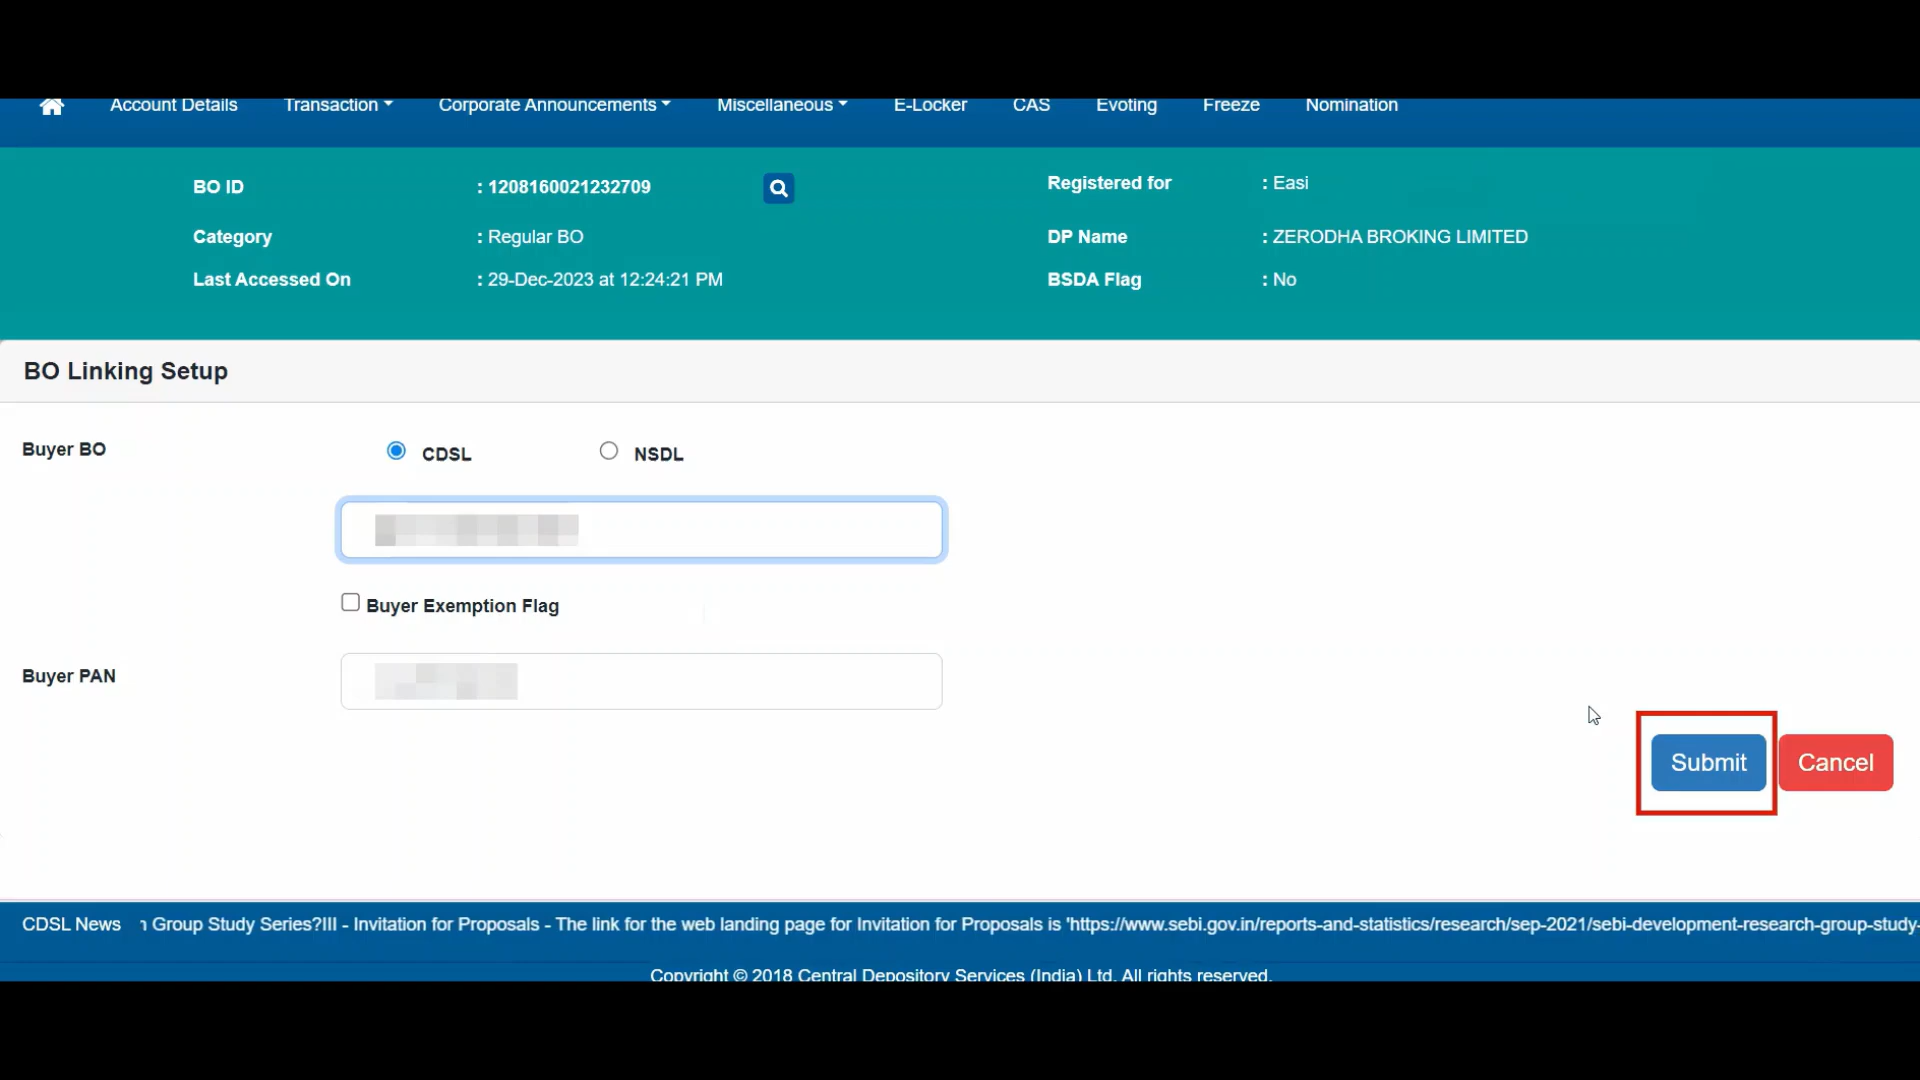 Account Details Transaction Corporate Announcements Miscellaneous E-Locker CAS Evoting Freeze Nomination
BO ID : 1208160021232709 Registered for : Easi
Category : Regular BO DP Name : ZERODHA BROKING LIMITED
Last Accessed On : 29-Dec-2023 at 12:24:21 PM BSDA Flag : No
BO Linking Setup
Buyer BO CDSL NSDL
Buyer Exemption Flag
Buyer PAN
Submit Cancel
CDSL News Group Study Series?III - Invitation for Proposals - The link for the web landing page for Invitation for Proposals is 'https://www.sebi.gov.in/reports-and-statistics/research/sep-2021/sebi-development-research-group-study-
Copyright © 2018 Central Depository Services (India) Ltd. All rights reserved.